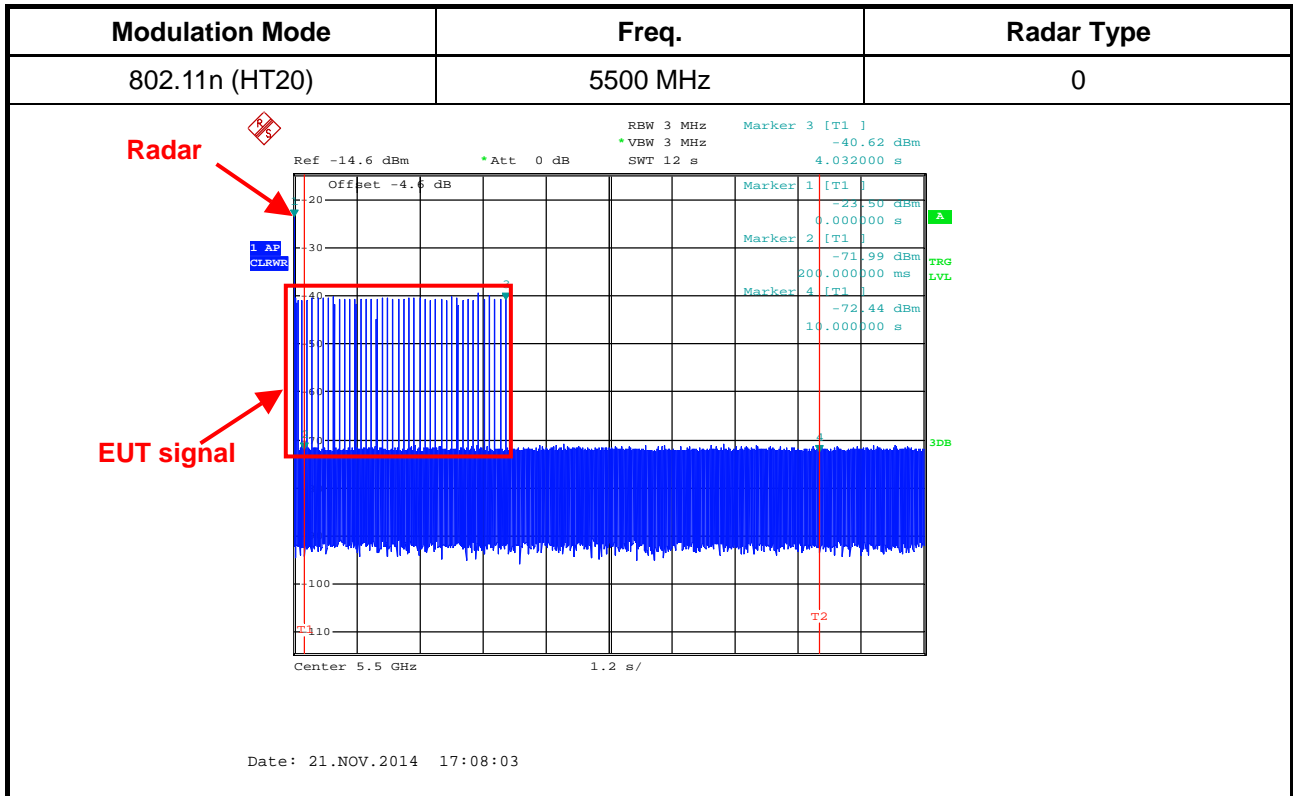 Modulation Mode Freq. Radar Type
802.11n (HT20) 5500 MHz 0
R S
RBW 3 MHz Marker 3 [T1 ]
Radar *VBW 3 MHz -40.62 dBm
Ref -14.6 dBm *Att 0 dB SWT 12 s 4.032000 s
Offset -4.6 dB Marker 1 [T1 ]
-20 -23.50 dBm
0.000000 s A
1 AP -30 Marker 2 [T1 ]
CLRWR -71.99 dBm TRG
200.000000 ms LVL
-40 Marker 4 [T1 ]
-72.44 dBm
10.000000 s
-50
-60
EUT signal -70 4 3DB
-100
T1 T2
-110
Center 5.5 GHz 1.2 s/
Date: 21.NOV.2014 17:08:03